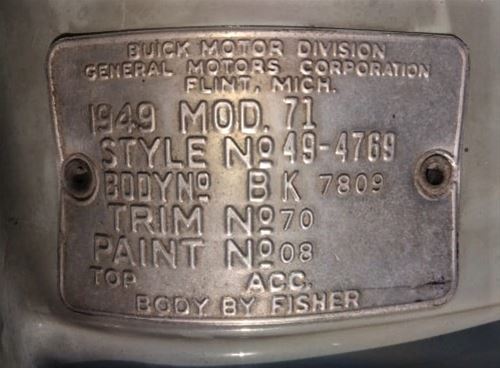 BUICK MOTOR DIVISION
GENERAL MOTORS CORPORATION
FLINT, MICH.
1949 MOD. 71
STYLE Nº 49-4769
BODY Nº BK 7809
TRIM Nº 70
PAINT Nº 08
TOP ACC.
BODY BY FISHER